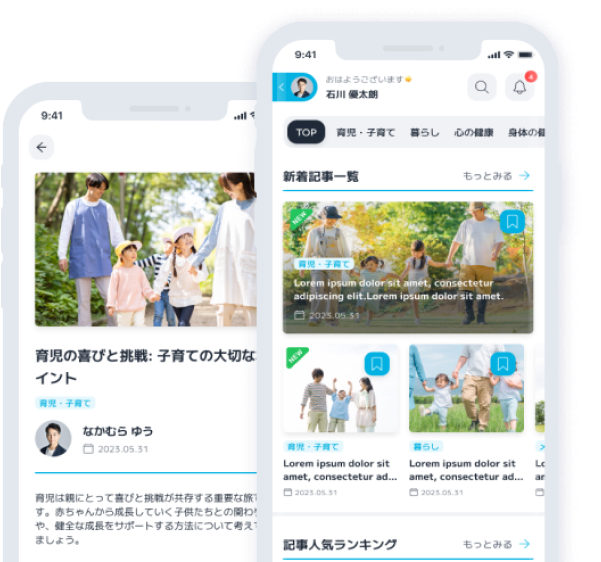 9:41
育児の喜びと挑戦: 子育ての大切な
イント
育児・子育て
なかむら ゆう
2023.05.31
育児は親にとって喜びと挑戦が共存する重要な旅
す。赤ちゃんから成長していく子供たちとの関わ
や、健全な成長をサポートする方法について考え
ましょう。
9:41
おはようございます
石川 優太朗
4
TOP
育児・子育て
暮らし
心の健康
身体の
新着記事一覧
もっとみる
NEW
育児・子育て
Lorem ipsum dolor sit amet, consectetur
adipiscing elit.Lorem ipsum dolor sit amet.
2023.05.31
NEW
育児・子育て
Lorem ipsum dolor sit
amet, consectetur ad...
2023.05.31
暮らし
Lorem ipsum dolor sit
amet, consectetur ad...
2023.05.31
記事人気ランキング
もっとみる